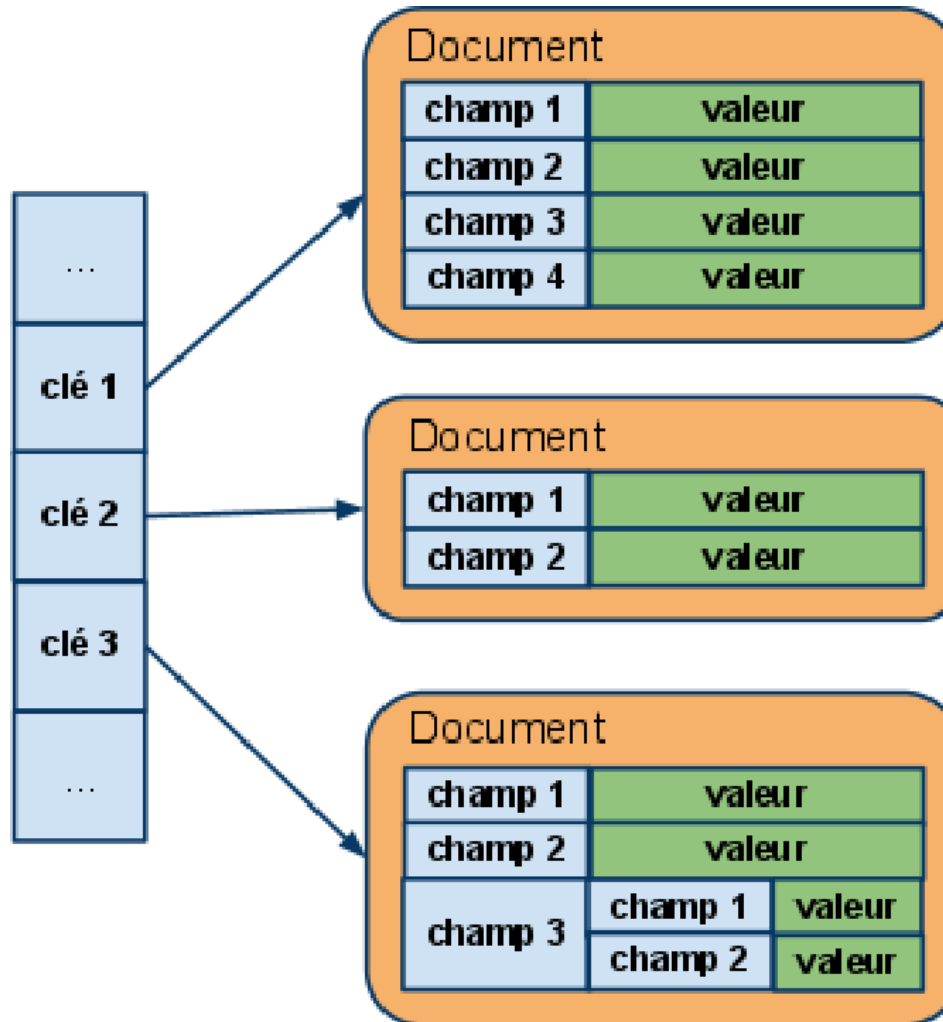 ...
clé 1
clé 2
clé 3
...
Document
champ 1 valeur
champ 2 valeur
champ 3 valeur
champ 4 valeur
Document
champ 1 valeur
champ 2 valeur
Document
champ 1 valeur
champ 2 valeur
champ 3
champ 1 valeur
champ 2 valeur